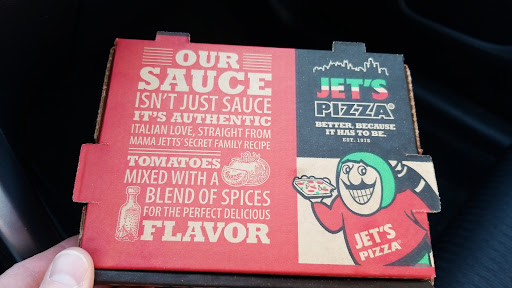 OUR
SAUCE
ISN'T JUST SAUCE
IT'S AUTHENTIC
ITALIAN LOVE, STRAIGHT FROM
MAMA JETTS' SECRET FAMILY RECIPE
TOMATOES
MIXED WITH A
BLEND OF SPICES
FOR THE PERFECT DELICIOUS
FLAVOR
JET'S
PIZZA®
BETTER, BECAUSE
IT HAS TO BE.
EST. 1978
JET'S
PIZZA